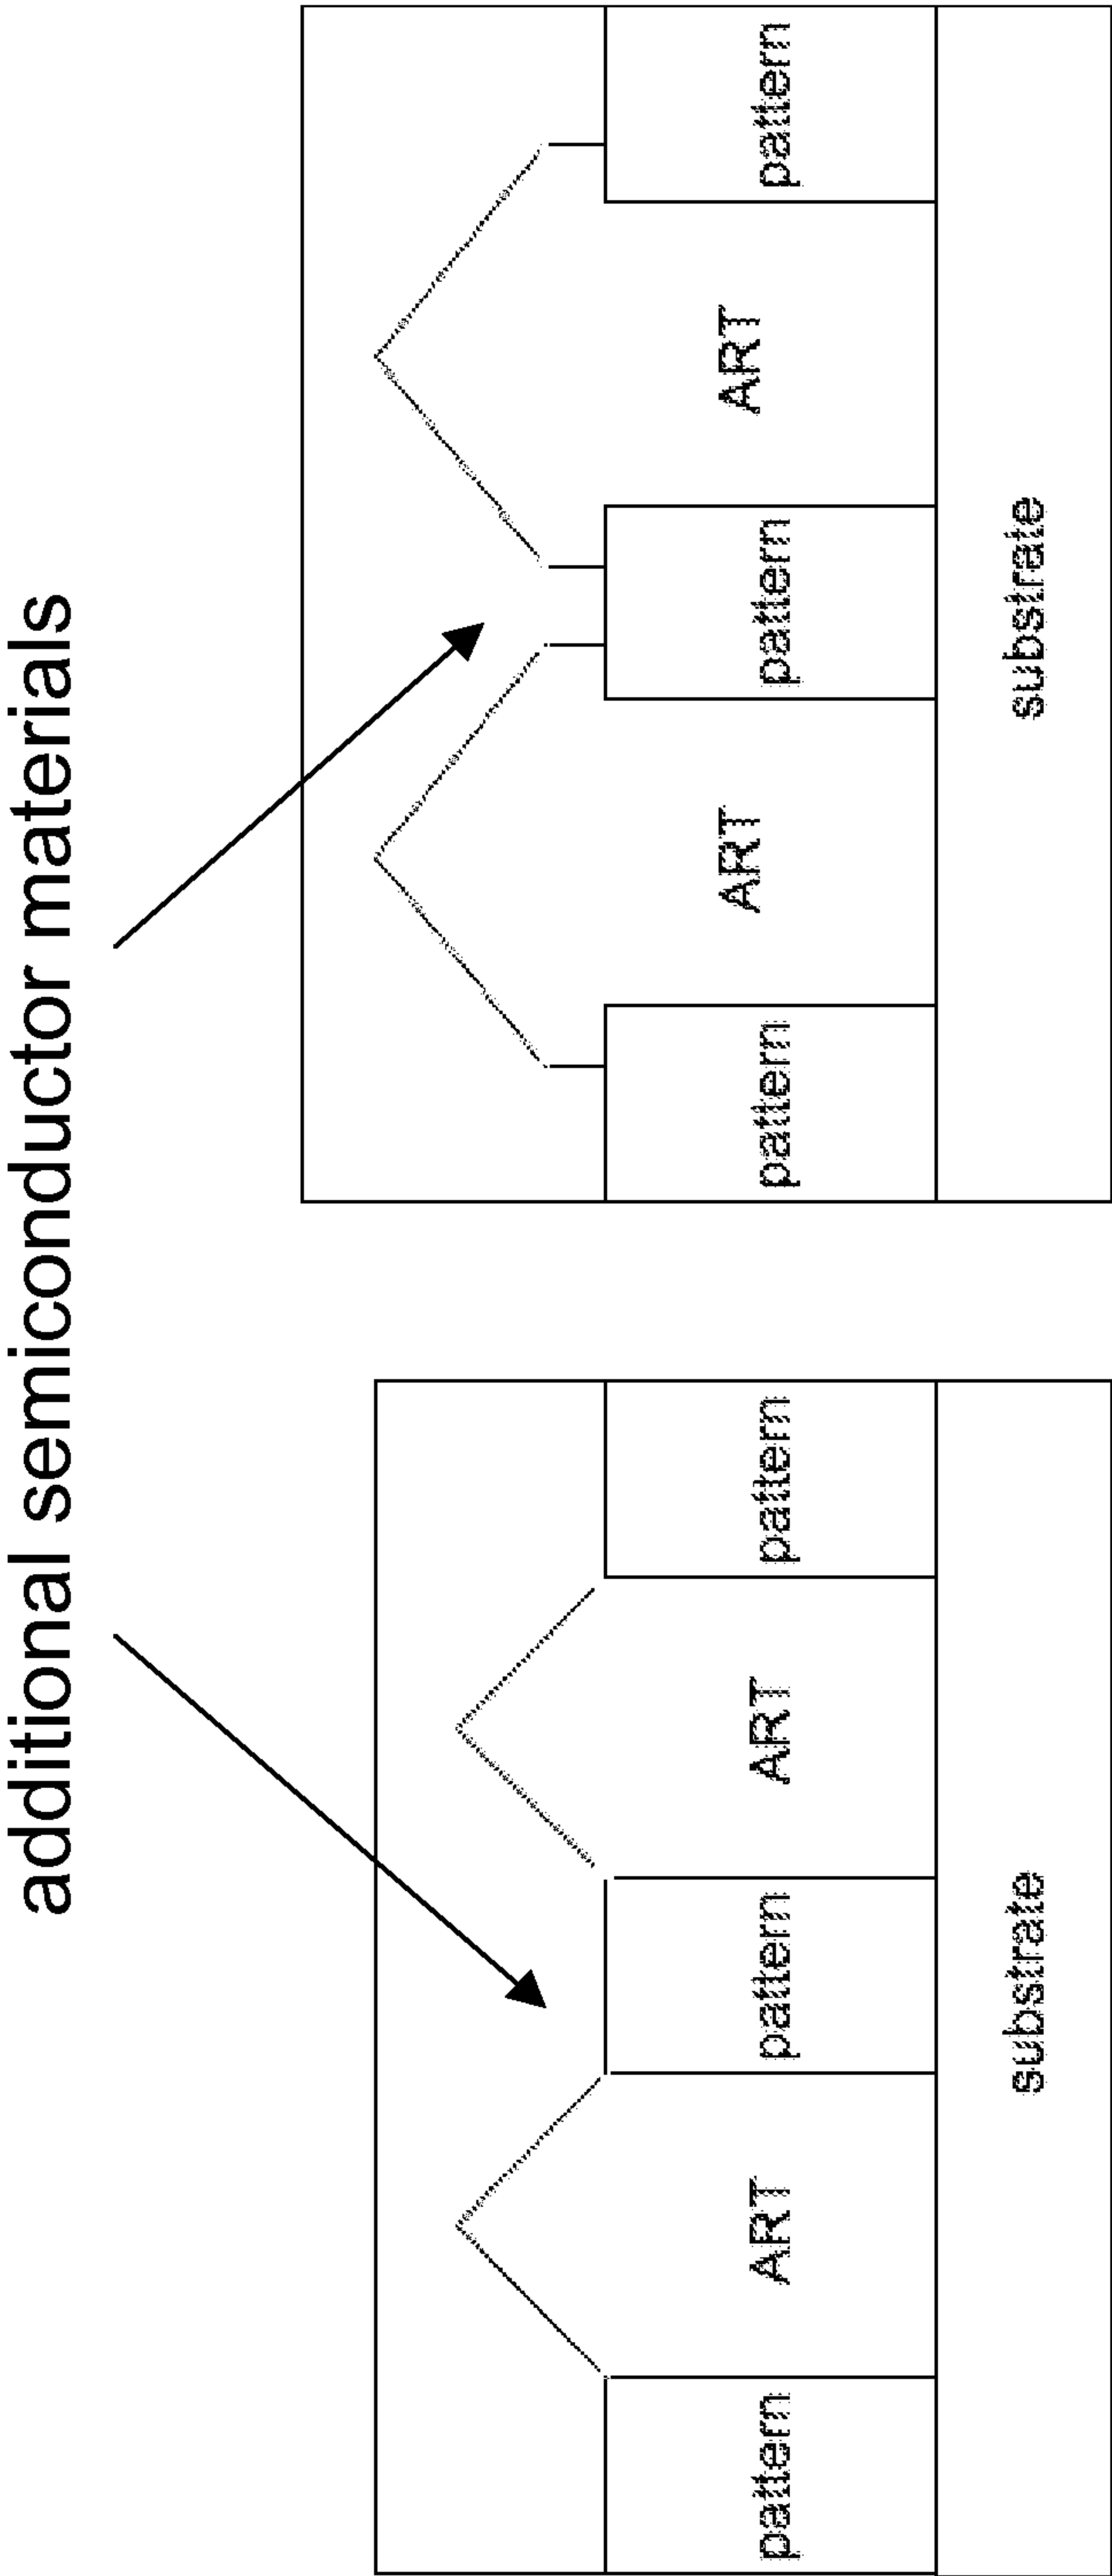 additional semiconductor materials
pattern ART pattern ART pattern
substrate
pattern ART pattern ART pattern
substrate